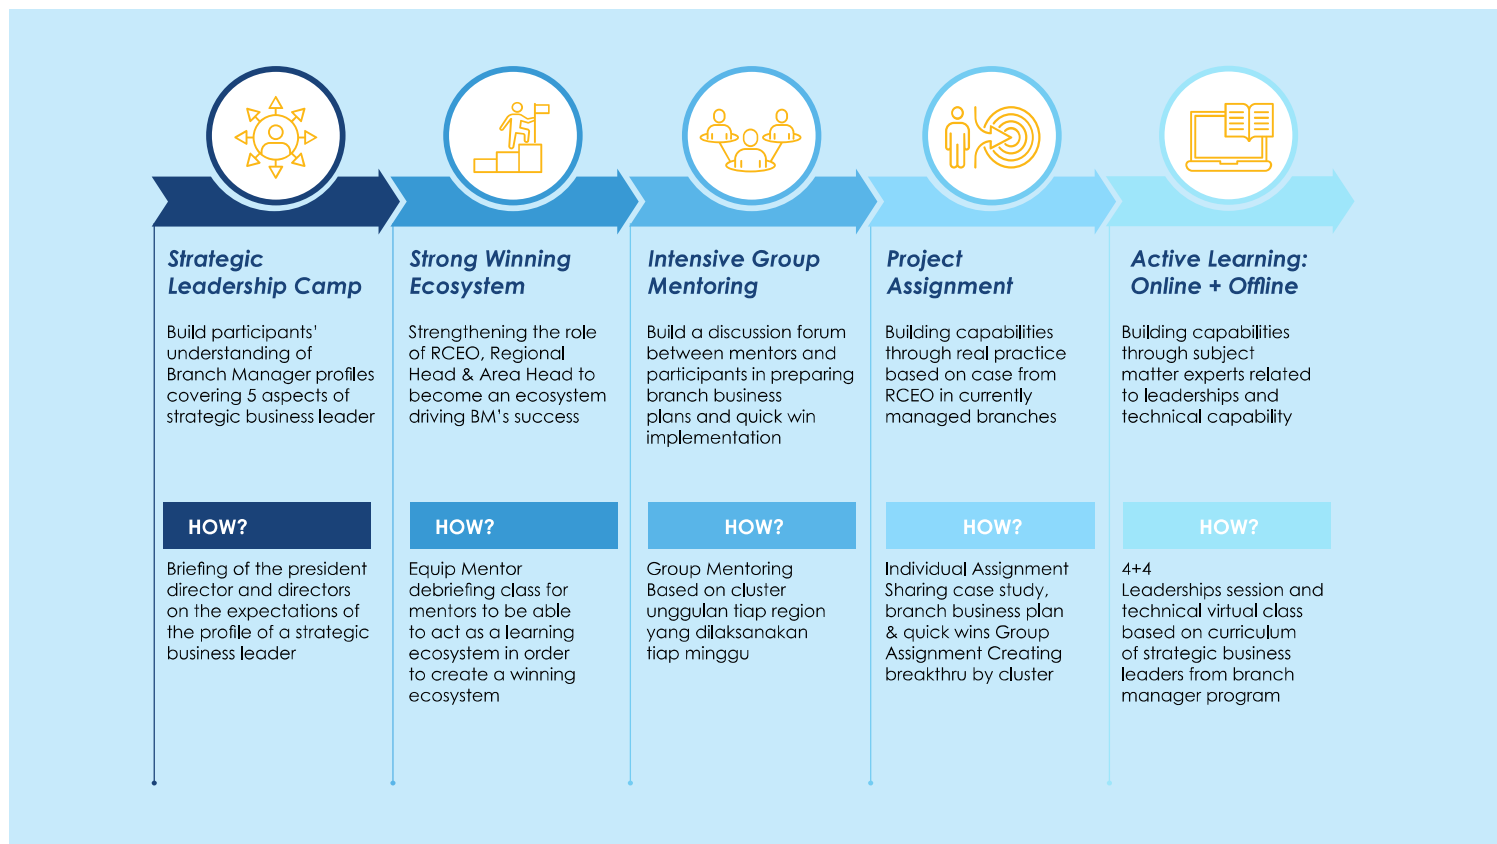 Strategic
Leadership Camp
Build participants'
understanding of
Branch Manager profiles
covering 5 aspects of
strategic business leader
HOW?
Briefing of the president
director and directors
on the expectations of
the profile of a strategic
business leader
Strong Winning
Ecosystem
Strengthening the role
of RCEO, Regional
Head & Area Head to
become an ecosystem
driving BM's success
HOW?
Equip Mentor
debriefing class for
mentors to be able
to act as a learning
ecosystem in order
to create a winning
ecosystem
Intensive Group
Mentoring
Build a discussion forum
between mentors and
participants in preparing
branch business
plans and quick win
implementation
HOW?
Group Mentoring
Based on cluster
unggulan tiap region
yang dilaksanakan
tiap minggu
Project
Assignment
Building capabilities
through real practice
based on case from
RCEO in currently
managed branches
HOW?
Individual Assignment
Sharing case study,
branch business plan
& quick wins Group
Assignment Creating
breakthru by cluster
Active Learning:
Online + Offline
Building capabilities
through subject
matter experts related
to leaderships and
technical capability
HOW?
4+4
Leaderships session and
technical virtual class
based on curriculum
of strategic business
leaders from branch
manager program